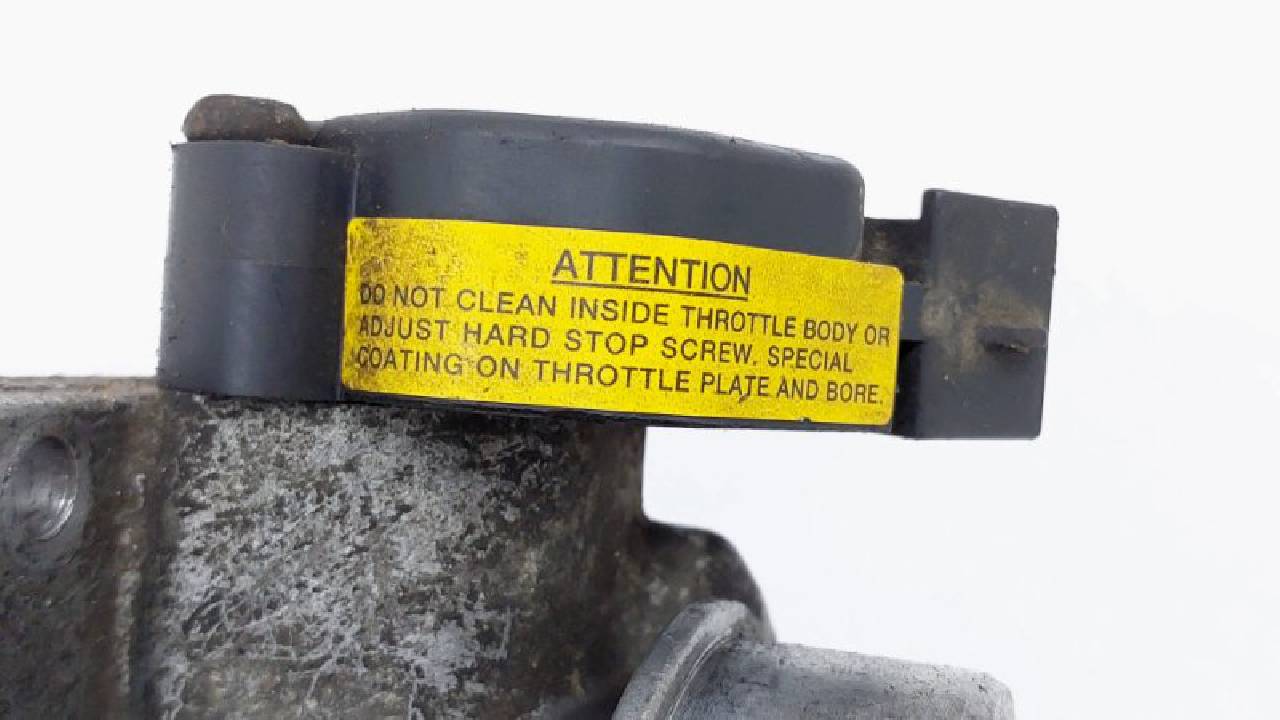 ATTENTION
DO NOT CLEAN INSIDE THROTTLE BODY OR
ADJUST HARD STOP SCREW. SPECIAL
COATING ON THROTTLE PLATE AND BORE.